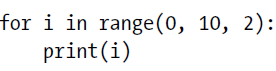 for i in range(0, 10, 2):
    print(i)